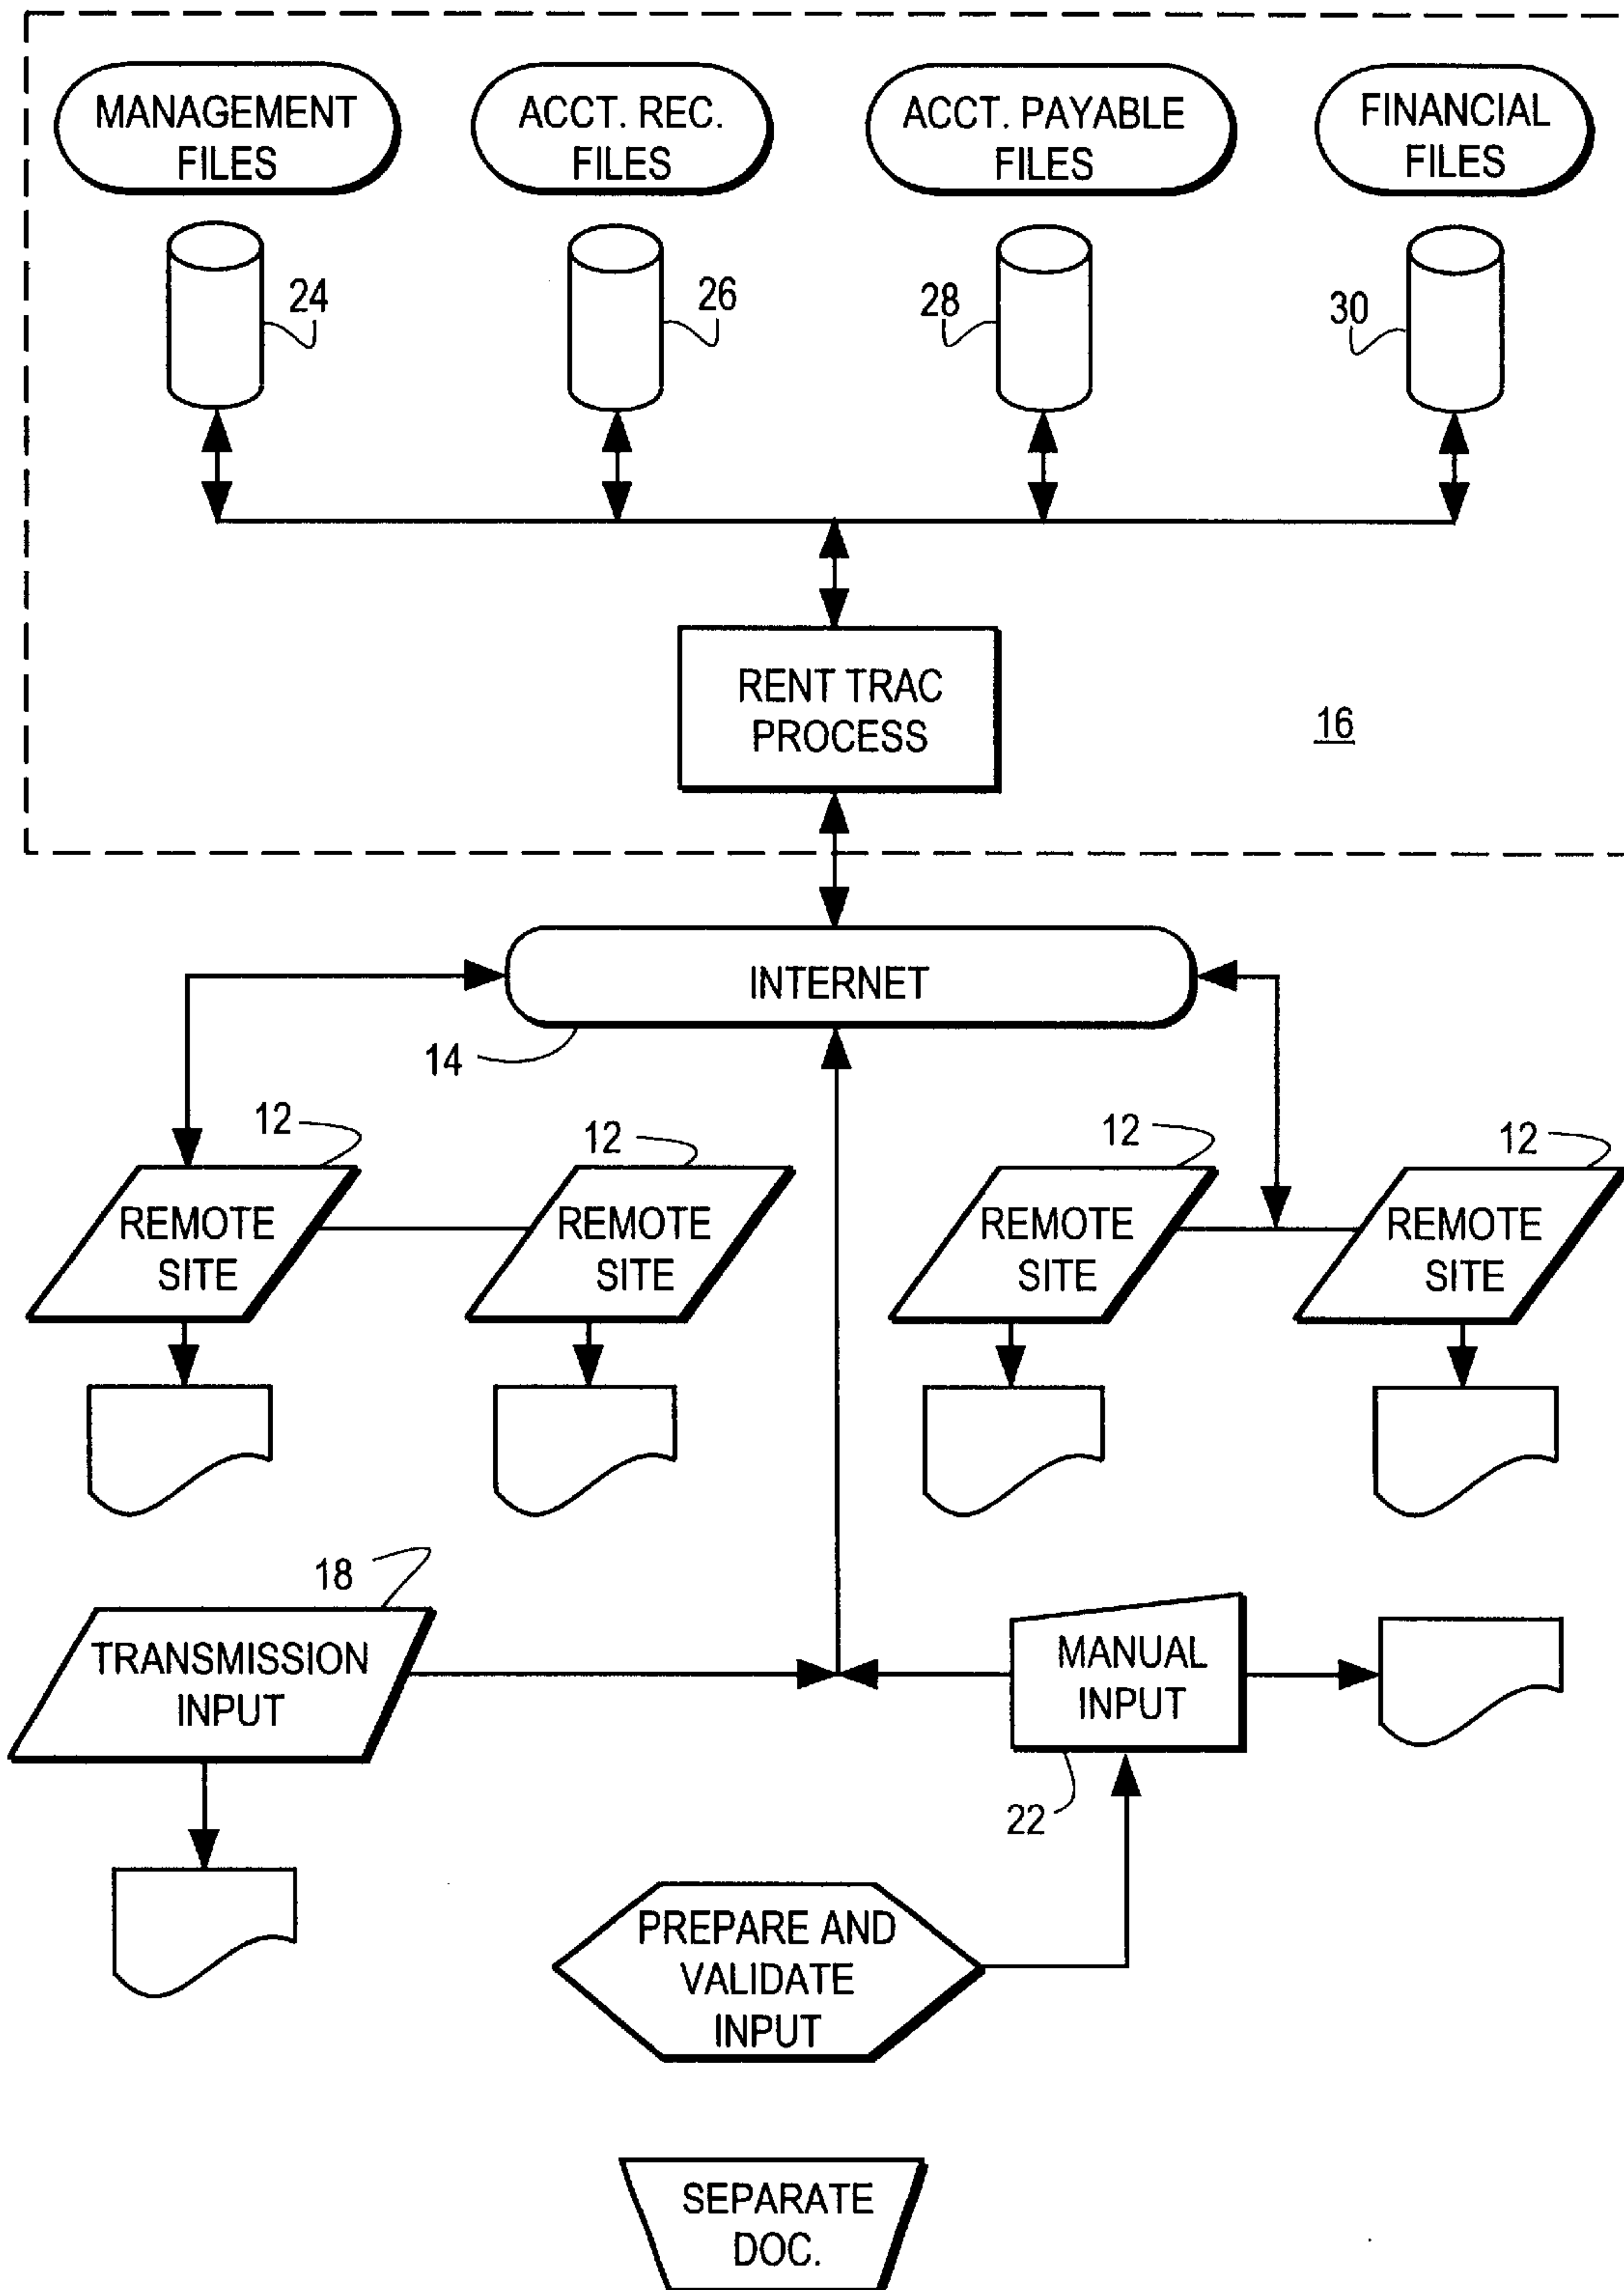 MANAGEMENT
FILES
ACCT. REC.
FILES
ACCT. PAYABLE
FILES
FINANCIAL
FILES
24
26
28
30
RENT TRAC
PROCESS
16
INTERNET
14
12
12
12
12
REMOTE
SITE
REMOTE
SITE
REMOTE
SITE
REMOTE
SITE
18
TRANSMISSION
INPUT
MANUAL
INPUT
22
PREPARE AND
VALIDATE
INPUT
SEPARATE
DOC.